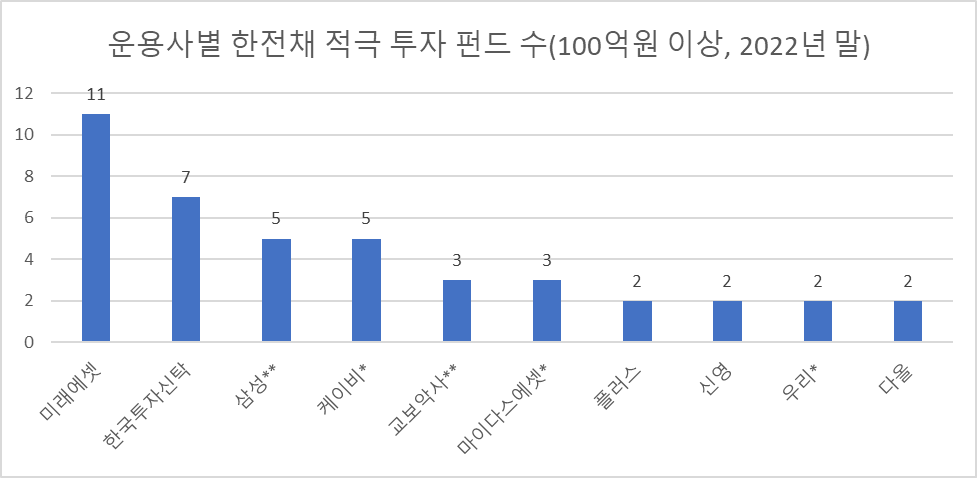 운용사별 한전채 적극 투자 펀드 수(100억원 이상, 2022년 말)
12
10
8
6
4
2
0
11
7
5
5
3
3
2
2
2
2
미래에셋
한국투자신탁
삼성**
케이비*
교보악사**
마이다스에셋*
플러스
신영
우리*
다올